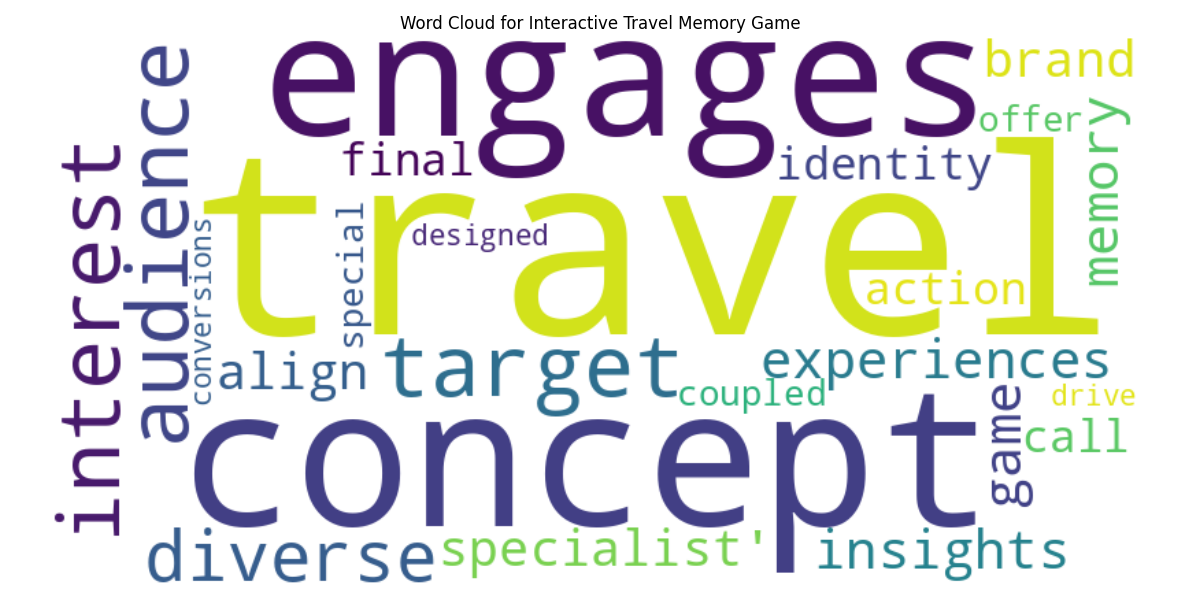 Word Cloud for Interactive Travel Memory Game
engages
brand
offer
memory
audience
interest
final
identity
travel
conversions
special
designed
action
align
target
experiences
coupled
drive
game
call
concept
diverse
specialist'
insights